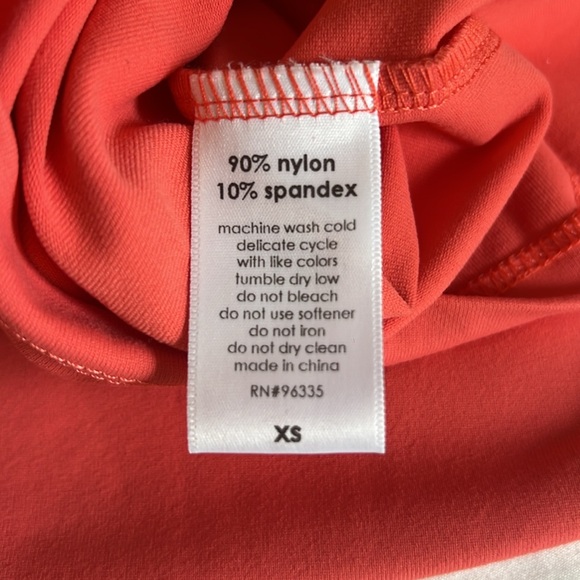 90% nylon
10% spandex
machine wash cold
delicate cycle
with like colors
tumble dry low
do not bleach
do not use softener
do not iron
do not dry clean
made in china
RN#96335
XS